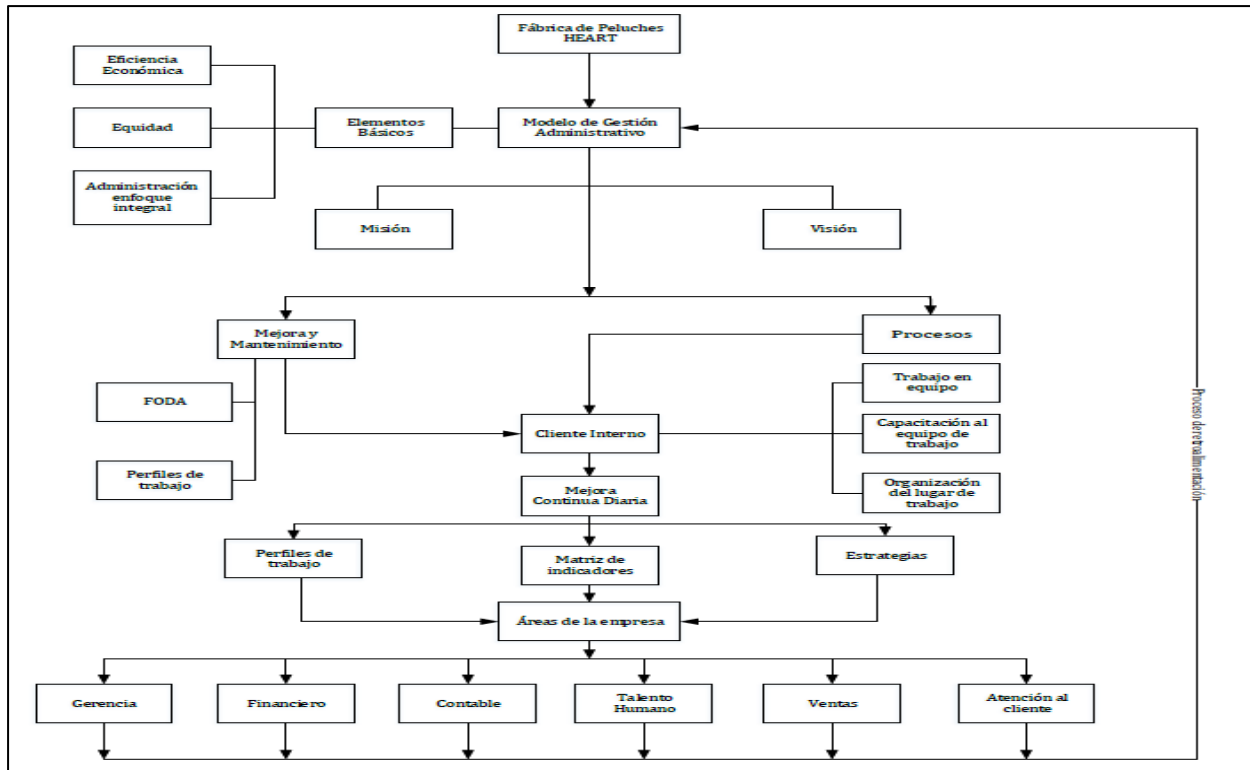 Fábrica de Peluches
HEART
Eficiencia
Económica
Equidad
Elementos
Básicos
Modelo de Gestión
Administrativo
Administración
enfoque
integral
Misión
Visión
Mejora y
Mantenimiento
Procesos
FODA
Trabajo en
equipo
Cliente Interno
Capacitación al
equipo de
trabajo
Perfiles de
trabajo
Mejora
Continua Diaria
Organización
del lugar de
trabajo
Proceso de retroalimentación
Perfiles de
trabajo
Matriz de
indicadores
Estrategias
Áreas de la empresa
Gerencia
Financiero
Contable
Talento
Humano
Ventas
Atención al
cliente